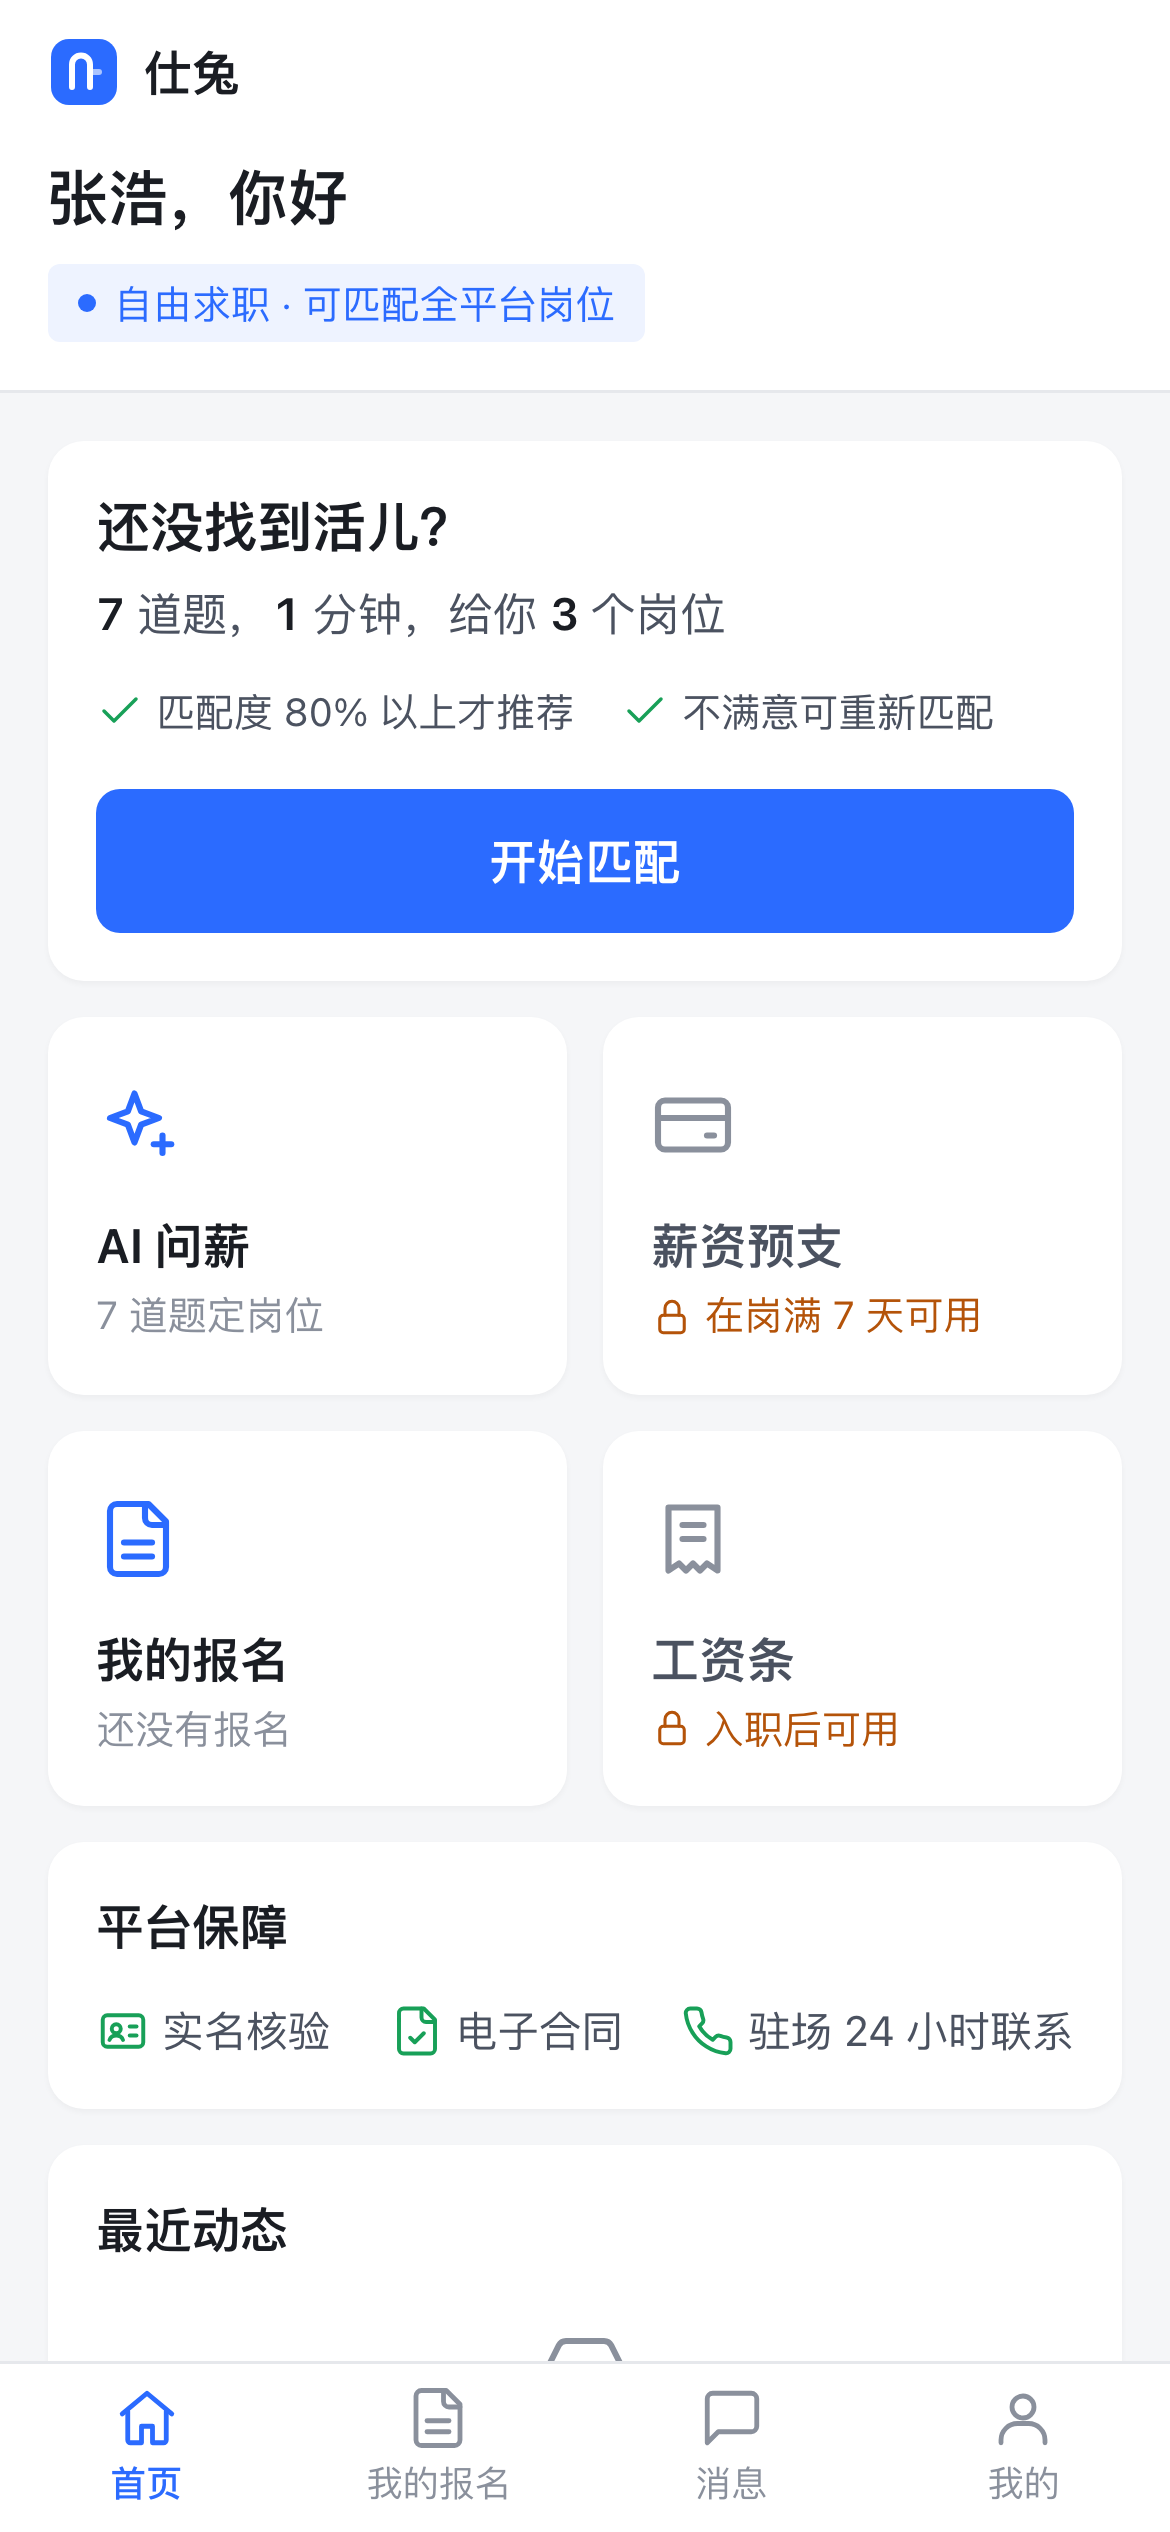 仕兔
张浩，你好
自由求职 · 可匹配全平台岗位
还没找到活儿?
7 道题，1 分钟，给你 3 个岗位
匹配度 80% 以上才推荐
不满意可重新匹配
开始匹配
AI 问薪
7 道题定岗位
薪资预支
在岗满 7 天可用
我的报名
还没有报名
工资条
入职后可用
平台保障
实名核验
电子合同
驻场 24 小时联系
最近动态
首页
我的报名
消息
我的